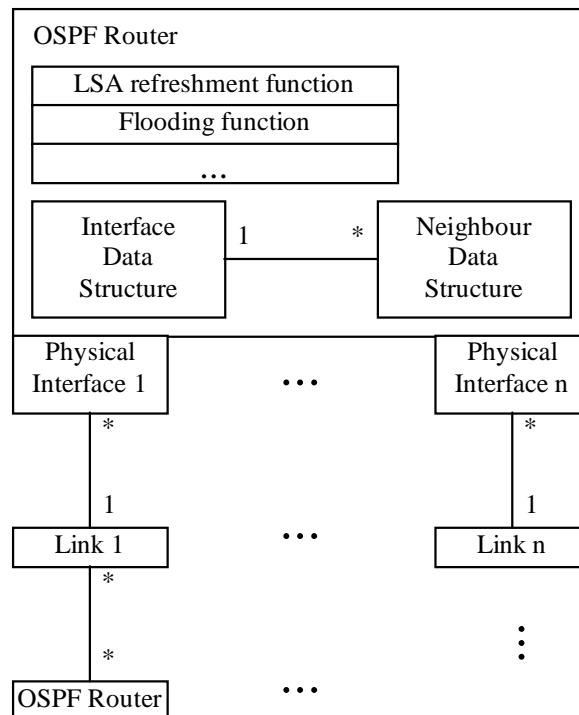 OSPF Router
LSA refreshment function
Flooding function
...
Interface
Data
Structure
1
*
Neighbour
Data
Structure
Physical
Interface 1
...
Physical
Interface n
*
*
1
1
Link 1
...
Link n
*
*
OSPF Router
...